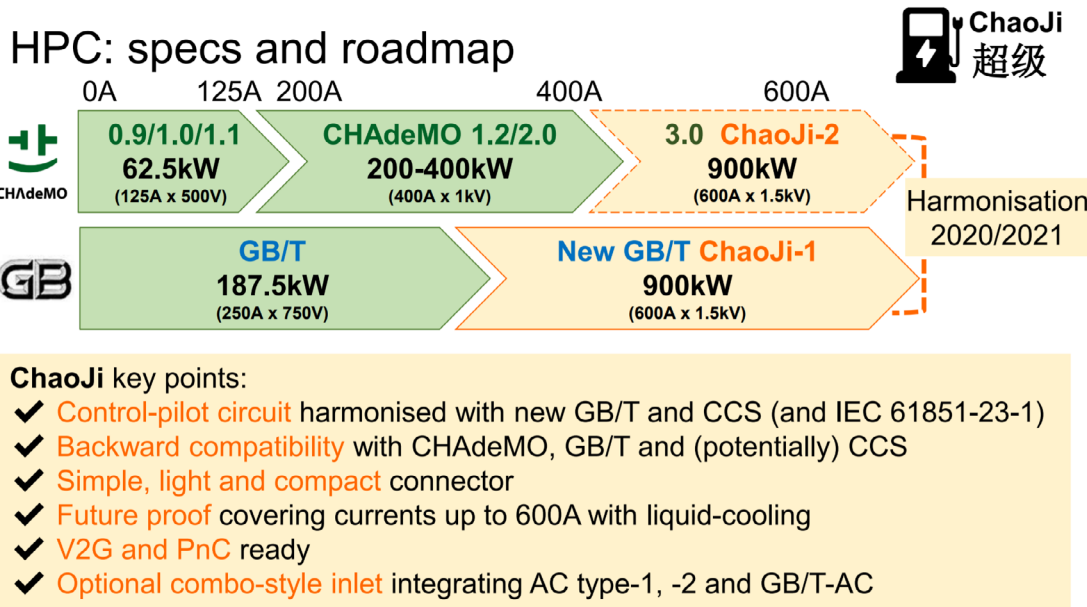 ChaoJi
超级
HPC: specs and roadmap
0A 125A 200A 400A 600A
CHAdeMO
0.9/1.0/1.1
62.5kW
(125A x 500V)
CHAdeMO 1.2/2.0
200-400kW
(400A x 1kV)
3.0 ChaoJi-2
900kW
(600A x 1.5kV)
Harmonisation
2020/2021
GB
GB/T
187.5kW
(250A x 750V)
New GB/T ChaoJi-1
900kW
(600A x 1.5kV)
ChaoJi key points:
✔ Control-pilot circuit harmonised with new GB/T and CCS (and IEC 61851-23-1)
✔ Backward compatibility with CHAdeMO, GB/T and (potentially) CCS
✔ Simple, light and compact connector
✔ Future proof covering currents up to 600A with liquid-cooling
✔ V2G and PnC ready
✔ Optional combo-style inlet integrating AC type-1, -2 and GB/T-AC